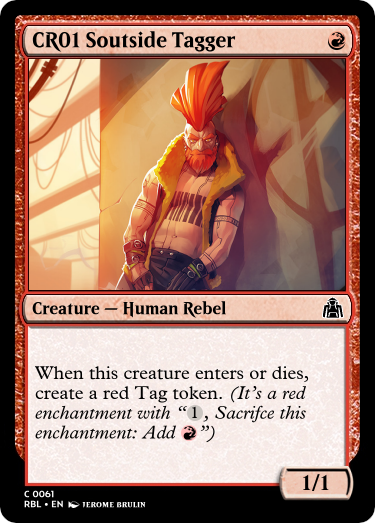 CR01 Soutside Tagger
Creature — Human Rebel
When this creature enters or dies,
create a red Tag token. (It's a red
enchantment with “1, Sacrifce this
enchantment: Add ”)
1/1
C 0061
RBL • EN JEROME BRULIN